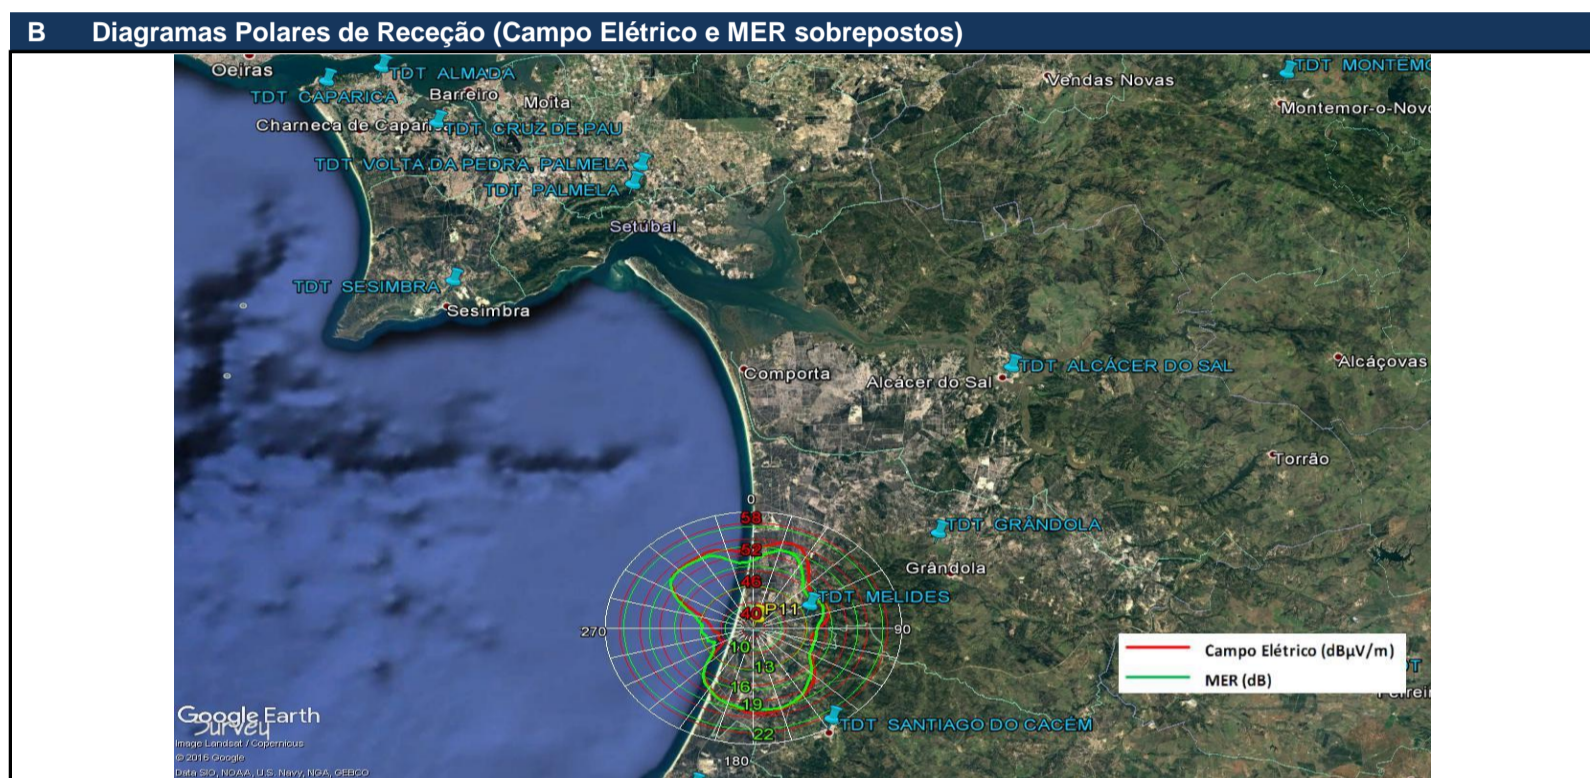 B Diagramas Polares de Receção (Campo Elétrico e MER sobrepostos)
Oeiras
TDT ALMADA
TDT CAPARICA
Barreiro
Moita
Charneca de Capari
TDT CRUZ DE PAU
TDT VOLTA DA PEDRA, PALMELA
TDT PALMELA
Setúbal
TDT SESIMBRA
Sesimbra
Vendas Novas
TDT MONTEMO
Montemor-o-Novo
Comporta
Alcácer do Sal
TDT ALCÁCER DO SAL
Alcáçovas
Torrão
TDT GRÂNDOLA
Grândola
0
58
52
46
40
P11
TDT MELIDES
270
90
10
13
16
19
22
180
TDT SANTIAGO DO CACÉM
Campo Elétrico (dBµV/m)
MER (dB)
Google Earth
Survey
Image Landsat / Copernicus
© 2016 Google
Data SIO, NOAA, U.S. Navy, NGA, GEBCO